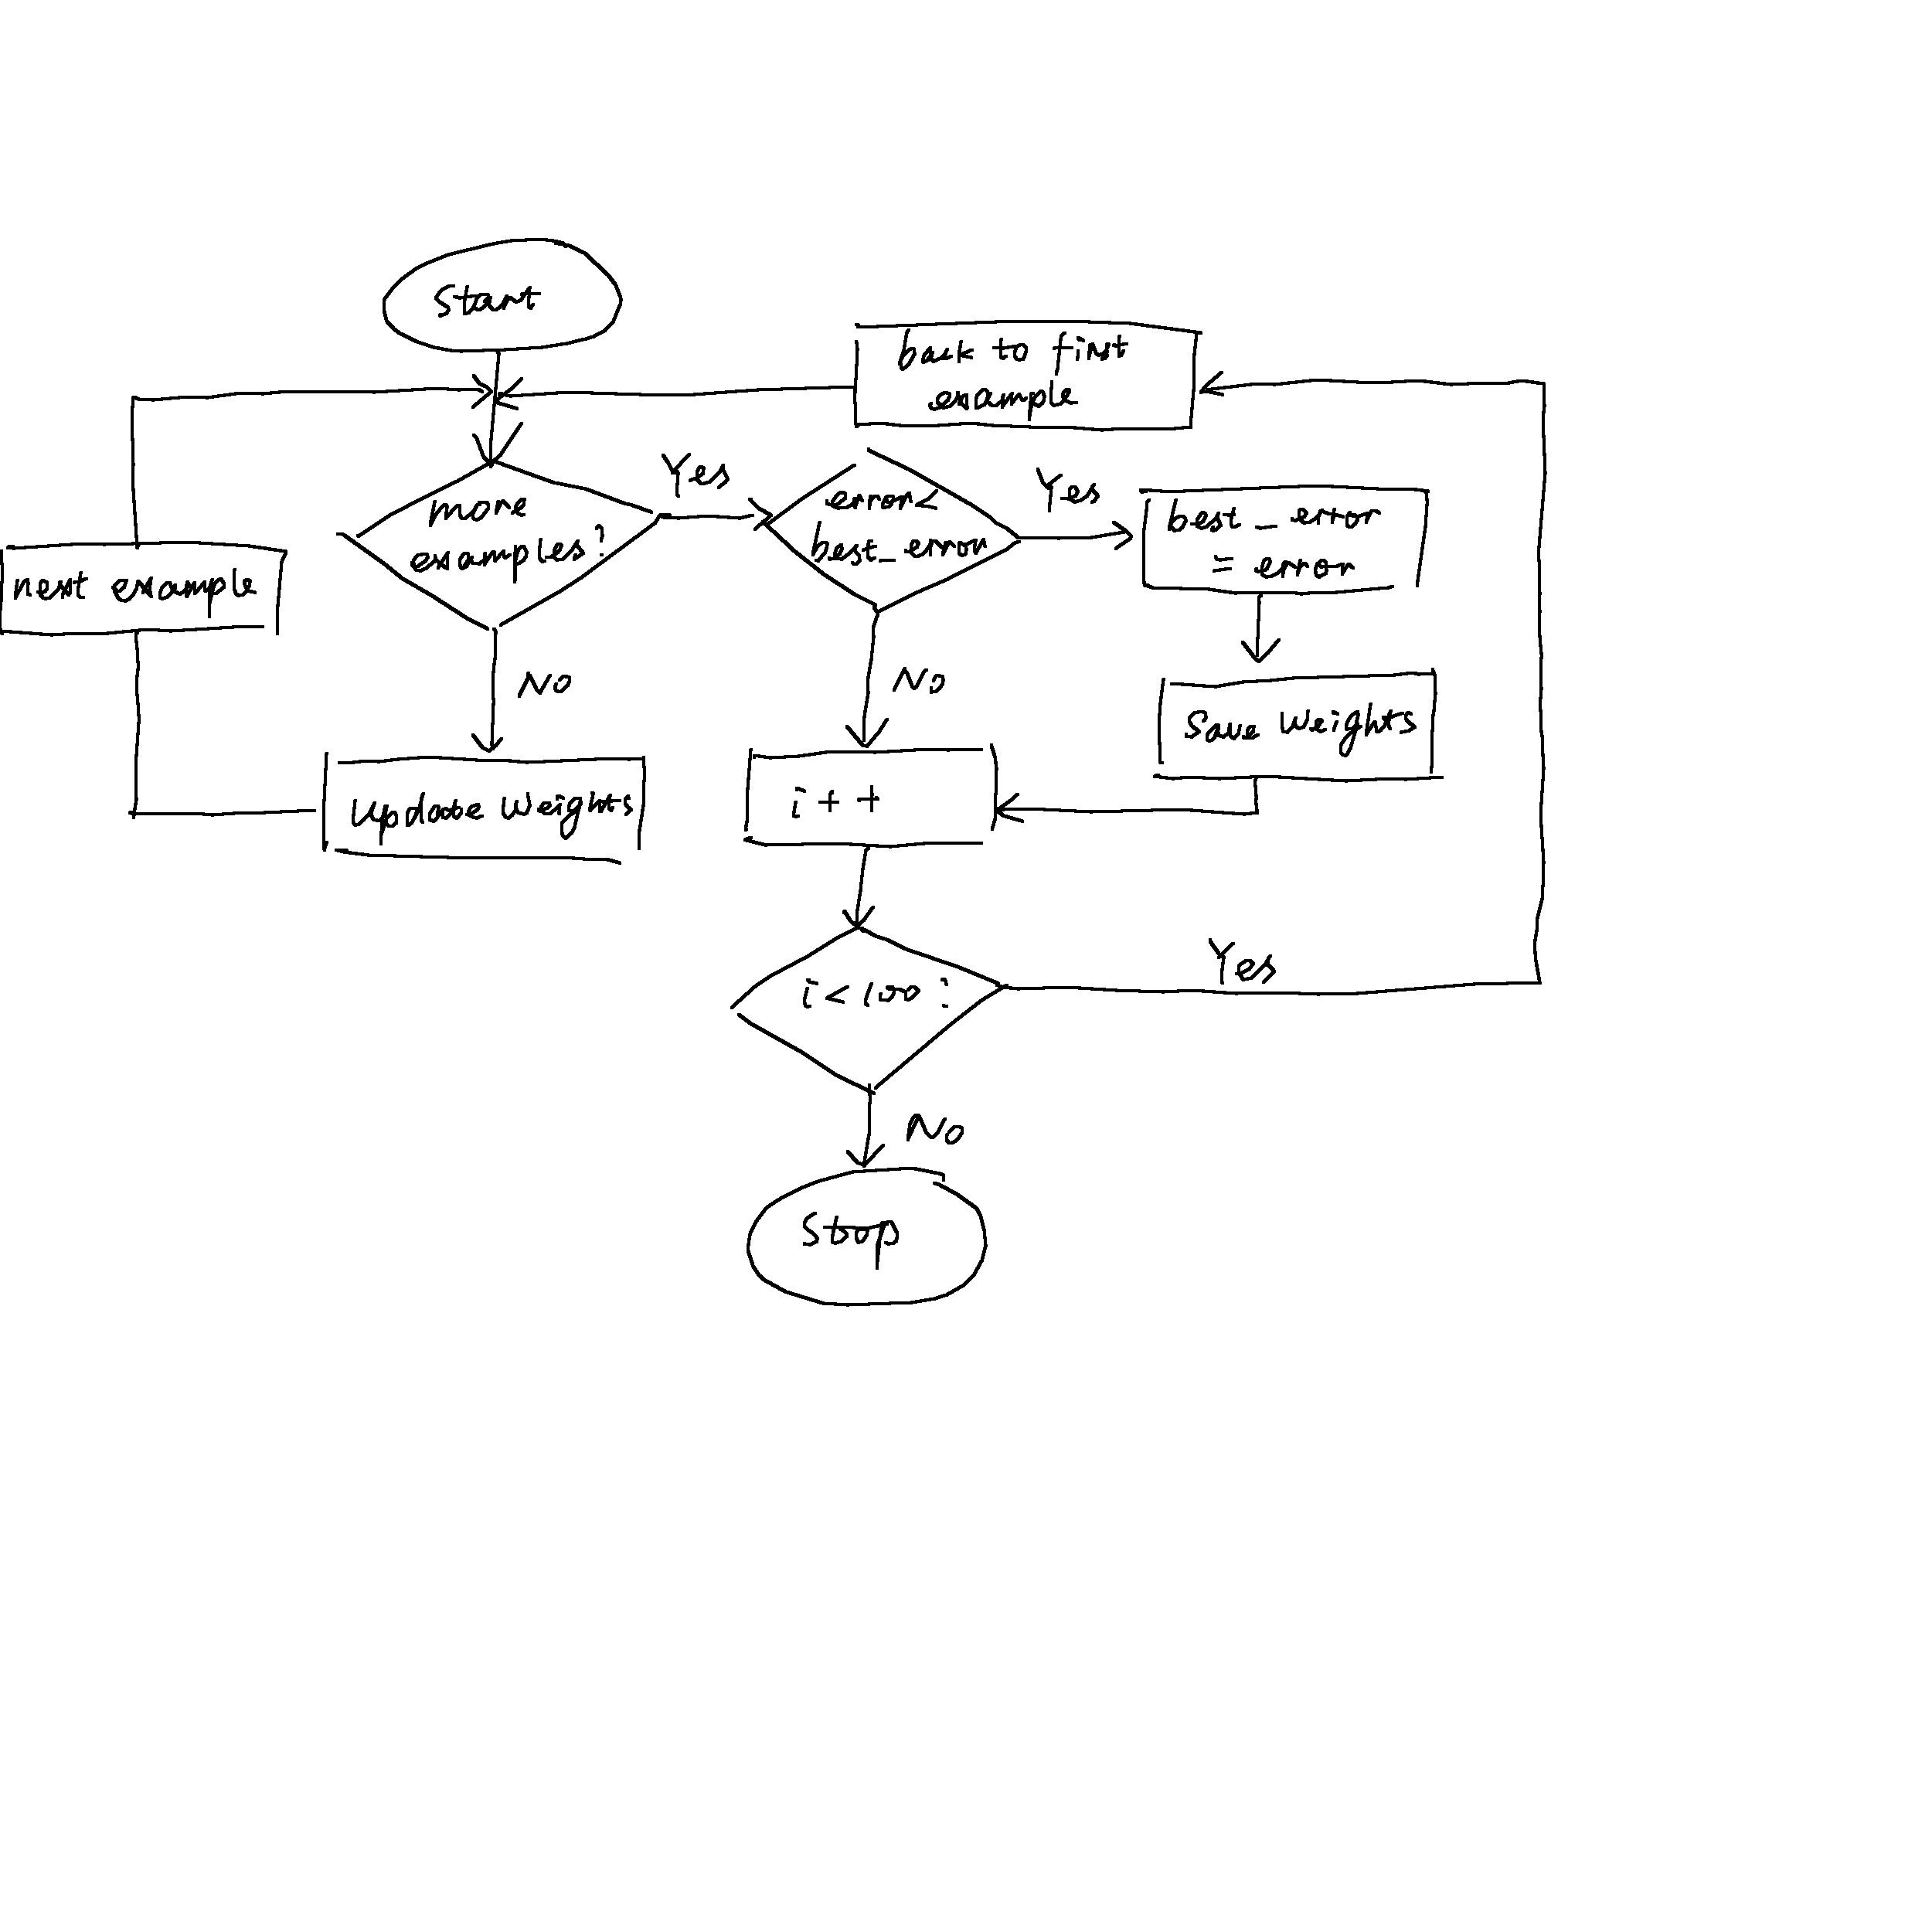 Start
back to first
example
Yes
Yes
more
examples?
error<
best_error
best_error
= error
next example
No
No
Save Weights
update weights
i++
Yes
i<100?
No
Stop